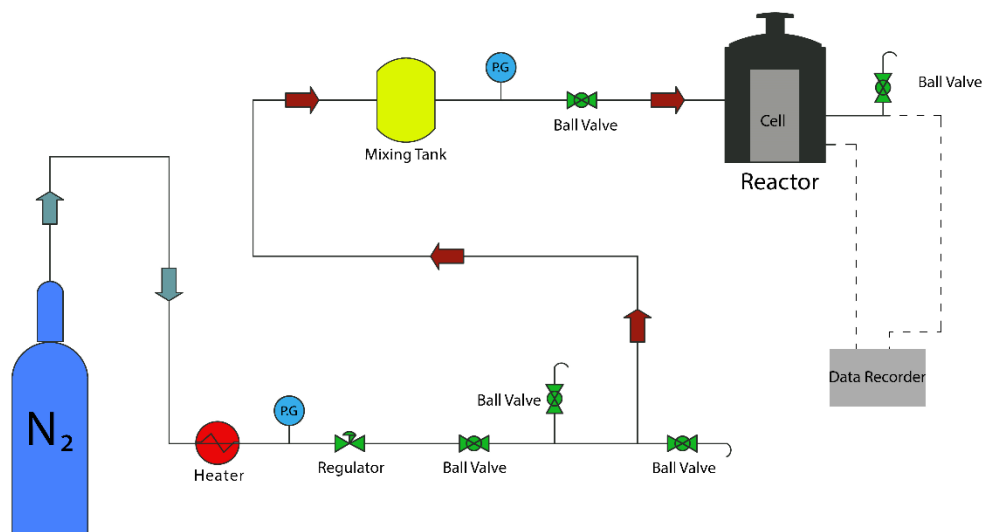 P.G
Ball Valve
Mixing Tank
Ball Valve
Cell
Reactor
N2
P.G
Heater
Regulator
Ball Valve
Ball Valve
Ball Valve
Data Recorder